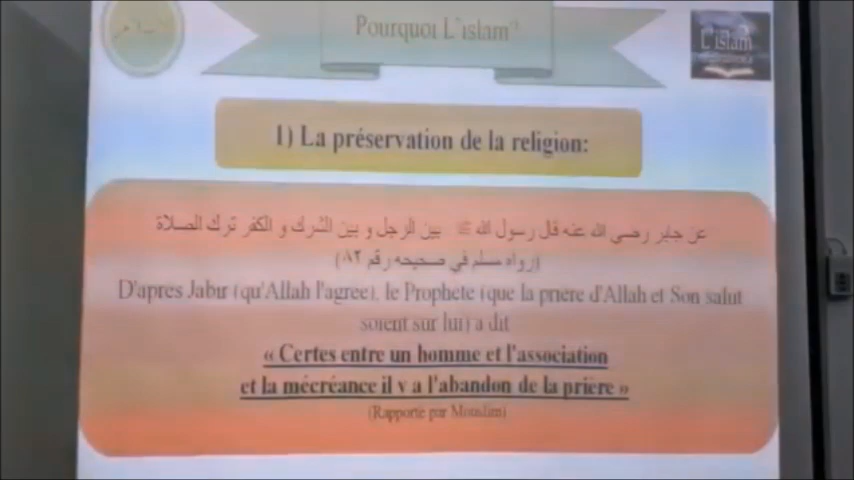 Pourquoi L'islam?
L'islam
1) La préservation de la religion:
عن جابر رضي الله عنه قال رسول الله ﷺ بين الرجل و بين الشرك و الكفر ترك الصلاة
(رواه مسلم في صحيحه رقم ٨٢)
D'apres Jabir (qu'Allah l'agree), le Prophete (que la prière d'Allah et Son salut
soient sur lui) a dit
« Certes entre un homme et l'association
et la mécréance il y a l'abandon de la prière »
(Rapporté par Mouslim)